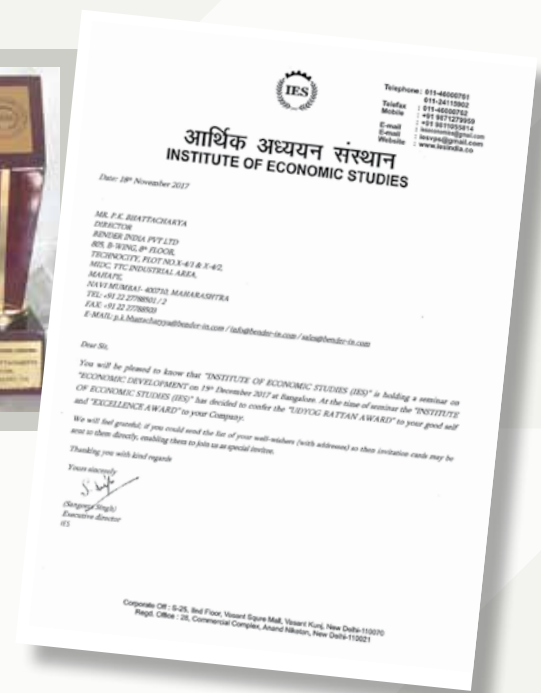 IES
Telephone : 011-46000761
011-24115902
Telefax : 011-46000762
Mobile : +91 9871279959
: +91 9811055814
E-mail
E-mail : iesvps@gmail.com
Website : www.iesindia.co
आर्थिक अध्ययन संस्थान
INSTITUTE OF ECONOMIC STUDIES
Date: 18th November 2017
MR. P.K. BHATTACHARYA
DIRECTOR
BENDER INDIA PVT LTD
805, B-WING, 8th FLOOR,
TECHNOCITY, PLOT NO.X-4/1 & X-4/2,
MIDC, TTC INDUSTRIAL AREA,
MAHAPE,
NAVI MUMBAI- 400710, MAHARASHTRA
TEL: +91 22 27788501 / 2
FAX: +91 22 27788503
E-MAIL: p.k.bhattacharyya@bender-in.com / info@bender-in.com / sales@bender-in.com
Dear Sir,
You will be pleased to know that "INSTITUTE OF ECONOMIC STUDIES (IES)" is holding a seminar on
"ECONOMIC DEVELOPMENT on 15th December 2017 at Bangalore. At the time of seminar the "INSTITUTE
OF ECONOMIC STUDIES (IES)" has decided to confer the "UDYOG RATTAN AWARD" to your good self
and "EXCELLENCE AWARD" to your Company.
We will feel grateful; if you could send the list of your well-wishers (with addresses) so then invitation cards may be
sent to them directly, enabling them to join us as special invitee.
Thanking you with kind regards
Yours sincerely
(Sangeeta Singh)
Executive director
IES
Corporate Off : S-25, IInd Floor, Vasant Squre Mall, Vasant Kunj, New Delhi-110070
Regd. Office : 28, Commercial Complex, Anand Niketan, New Delhi-110021